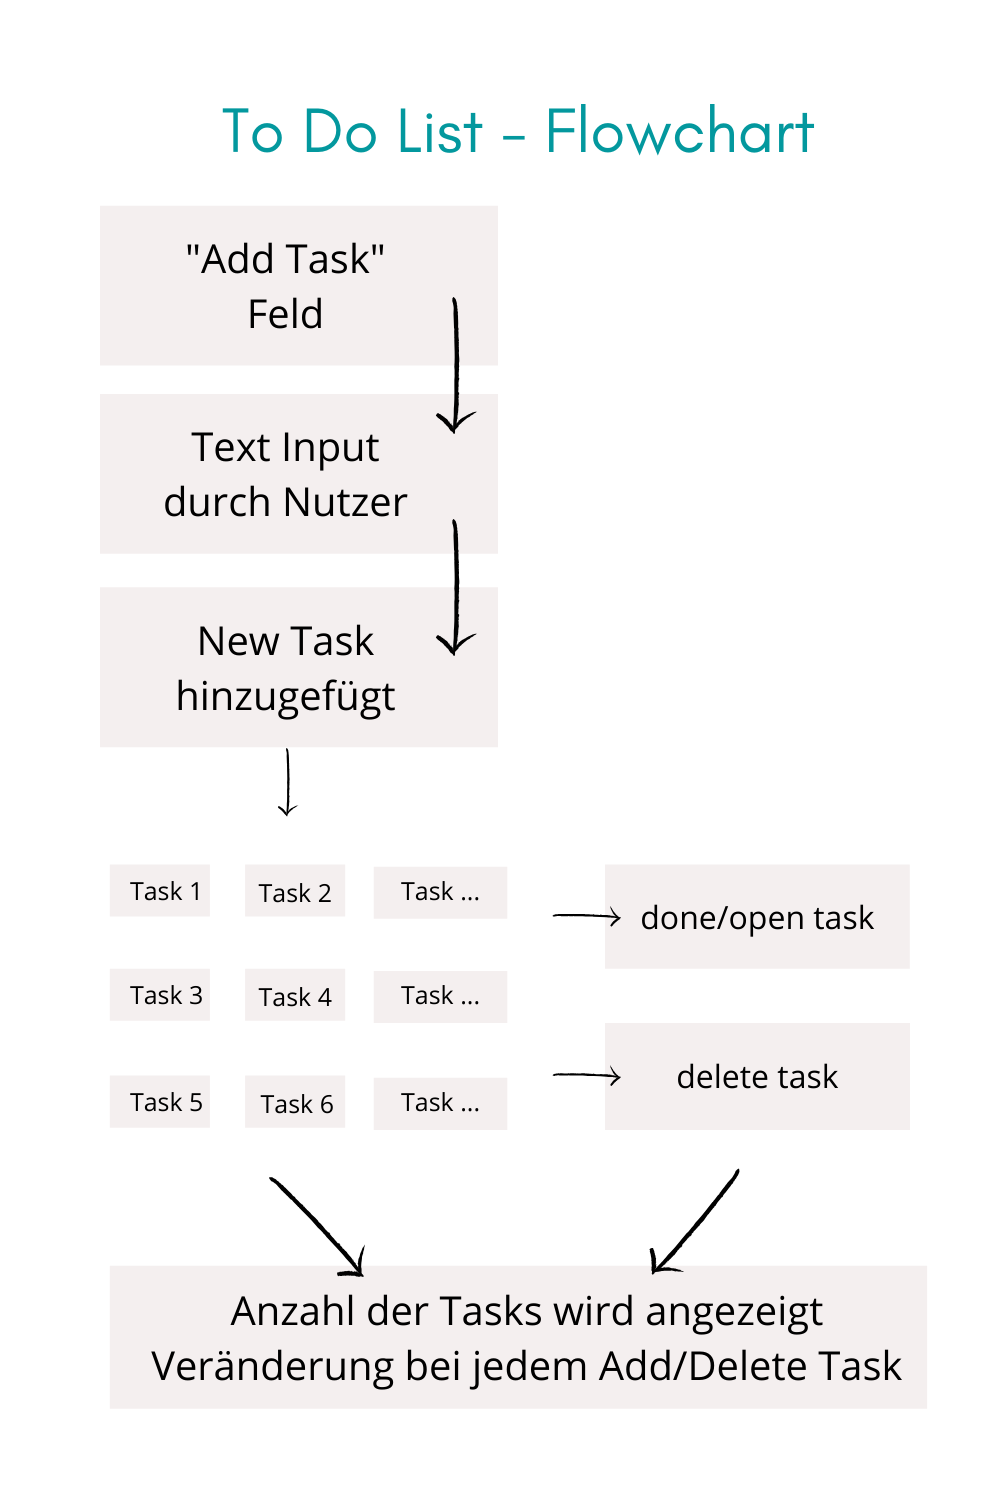 To Do List - Flowchart
"Add Task"
Feld
Text Input
durch Nutzer
New Task
hinzugefügt
Task 1
Task 2
Task ...
done/open task
Task 3
Task 4
Task ...
delete task
Task 5
Task 6
Task ...
Anzahl der Tasks wird angezeigt
Veränderung bei jedem Add/Delete Task